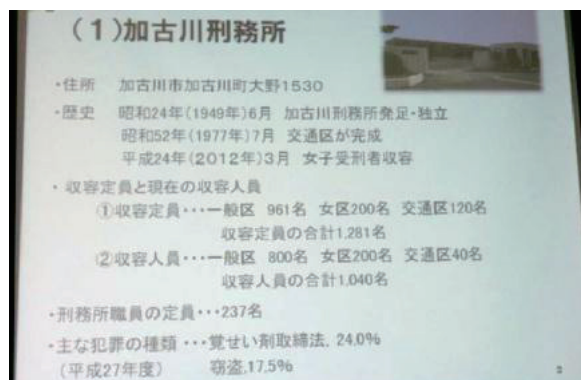 (1)加古川刑務所
・住所 加古川市加古川町大野1530
・歴史 昭和24年(1949年)6月 加古川刑務所発足・独立
昭和52年(1977年)7月 交通区が完成
平成24年(2012年)3月 女子受刑者収容
・収容定員と現在の収容人員
①収容定員・・・一般区 961名 女区200名 交通区120名
収容定員の合計1,281名
②収容人員・・・一般区 800名 女区200名 交通区40名
収容人員の合計1,040名
・刑務所職員の定員・・・237名
・主な犯罪の種類・・・覚せい剤取締法, 24.0%
(平成27年度) 窃盗,17.5%